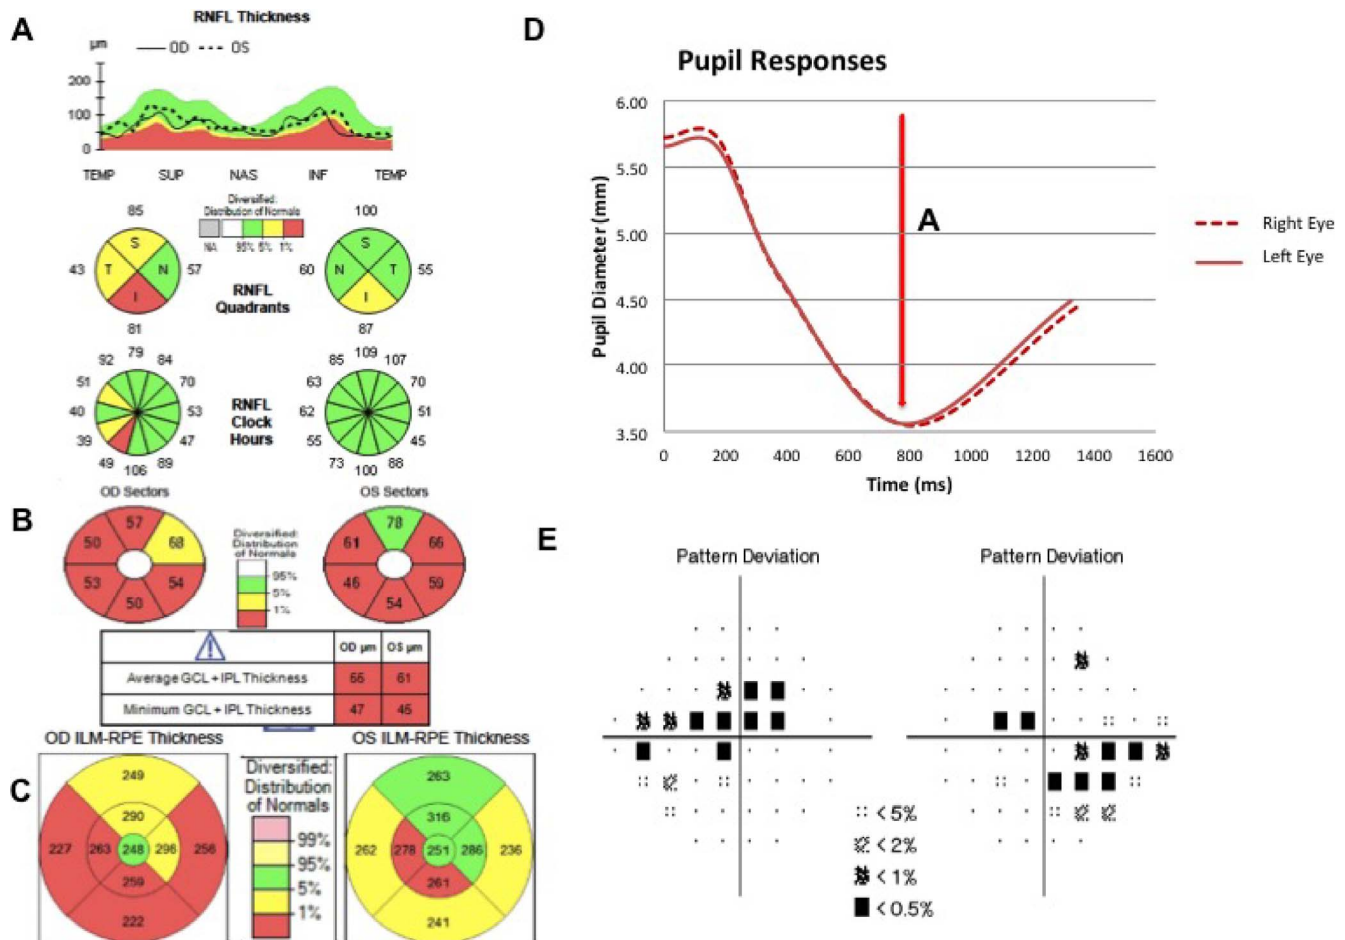 A
RNFL Thickness
µm
OD
OS
200
100
0
TEMP SUP NAS INF TEMP
Diversified:
Distribution of Normals
NA 95% 5% 1%
85
S
43 T N 57
I
81
100
S
60 N T 55
I
87
RNFL
Quadrants
79
92 84
51 70
40 53
39 47
49 89
106
RNFL
Clock
Hours
109
85 107
63 70
62 51
55 45
73 88
100
B
OD Sectors
57
50 68
53 54
50
Diversified:
Distribution
of Normals
95%
5%
1%
OS Sectors
78
61 66
46 59
54
OD µm OS µm
Average GCL + IPL Thickness 55 61
Minimum GCL + IPL Thickness 47 45
C
OD ILM-RPE Thickness
249
290
227 263 248 296 256
259
222
Diversified:
Distribution
of Normals
99%
95%
5%
1%
OS ILM-RPE Thickness
263
316
262 278 251 286 236
261
241
D
Pupil Responses
6.00
5.50
5.00
4.50
4.00
3.50
Pupil Diameter (mm)
A
0 200 400 600 800 1000 1200 1400 1600
Time (ms)
Right Eye
Left Eye
E
Pattern Deviation
Pattern Deviation
< 5%
< 2%
< 1%
< 0.5%